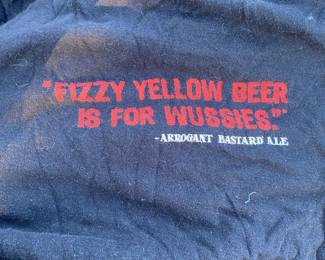 "FIZZY YELLOW BEER
IS FOR WUSSIES."
-ARROGANT BASTARD ALE